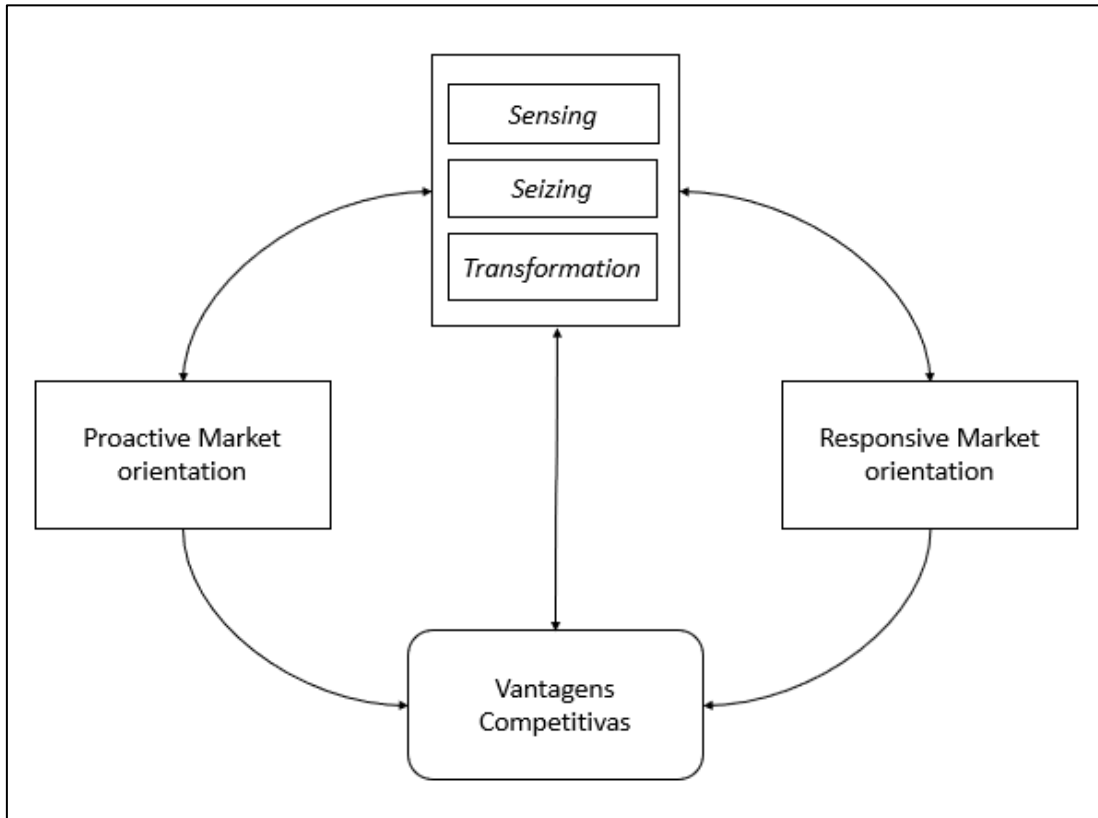 Sensing
Seizing
Transformation
Proactive Market
orientation
Responsive Market
orientation
Vantagens
Competitivas